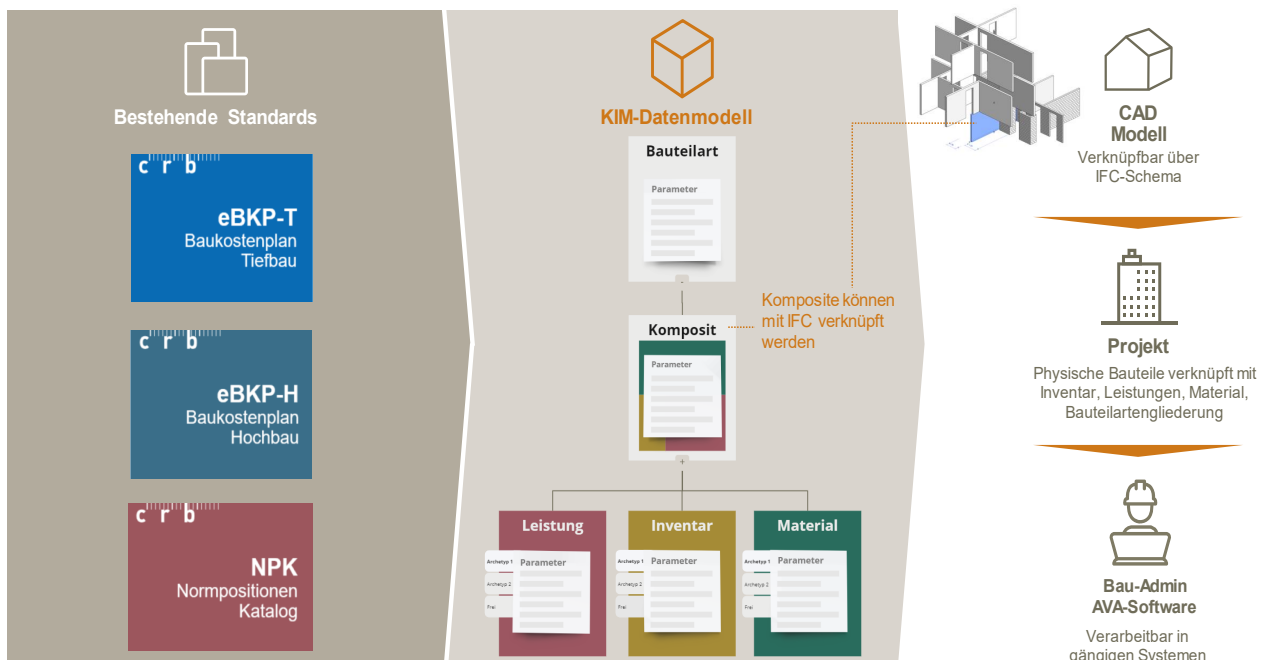 Bestehende Standards
crb
eBKP-T
Baukostenplan
Tiefbau
crb
eBKP-H
Baukostenplan
Hochbau
crb
NPK
Normpositionen
Katalog
KIM-Datenmodell
Bauteilart
Parameter
Komposit
Parameter
+
Komposite können
mit IFC verknüpft
werden
Leistung
Archetyp 1
Archetyp 2
Frei
Parameter
Inventar
Archetyp 1
Archetyp 2
Frei
Parameter
Material
Archetyp 1
Archetyp 2
Frei
Parameter
CAD
Modell
Verknüpfbar über
IFC-Schema
Projekt
Physische Bauteile verknüpft mit
Inventar, Leistungen, Material,
Bauteilartengliederung
Bau-Admin
AVA-Software
Verarbeitbar in
gängigen Systemen